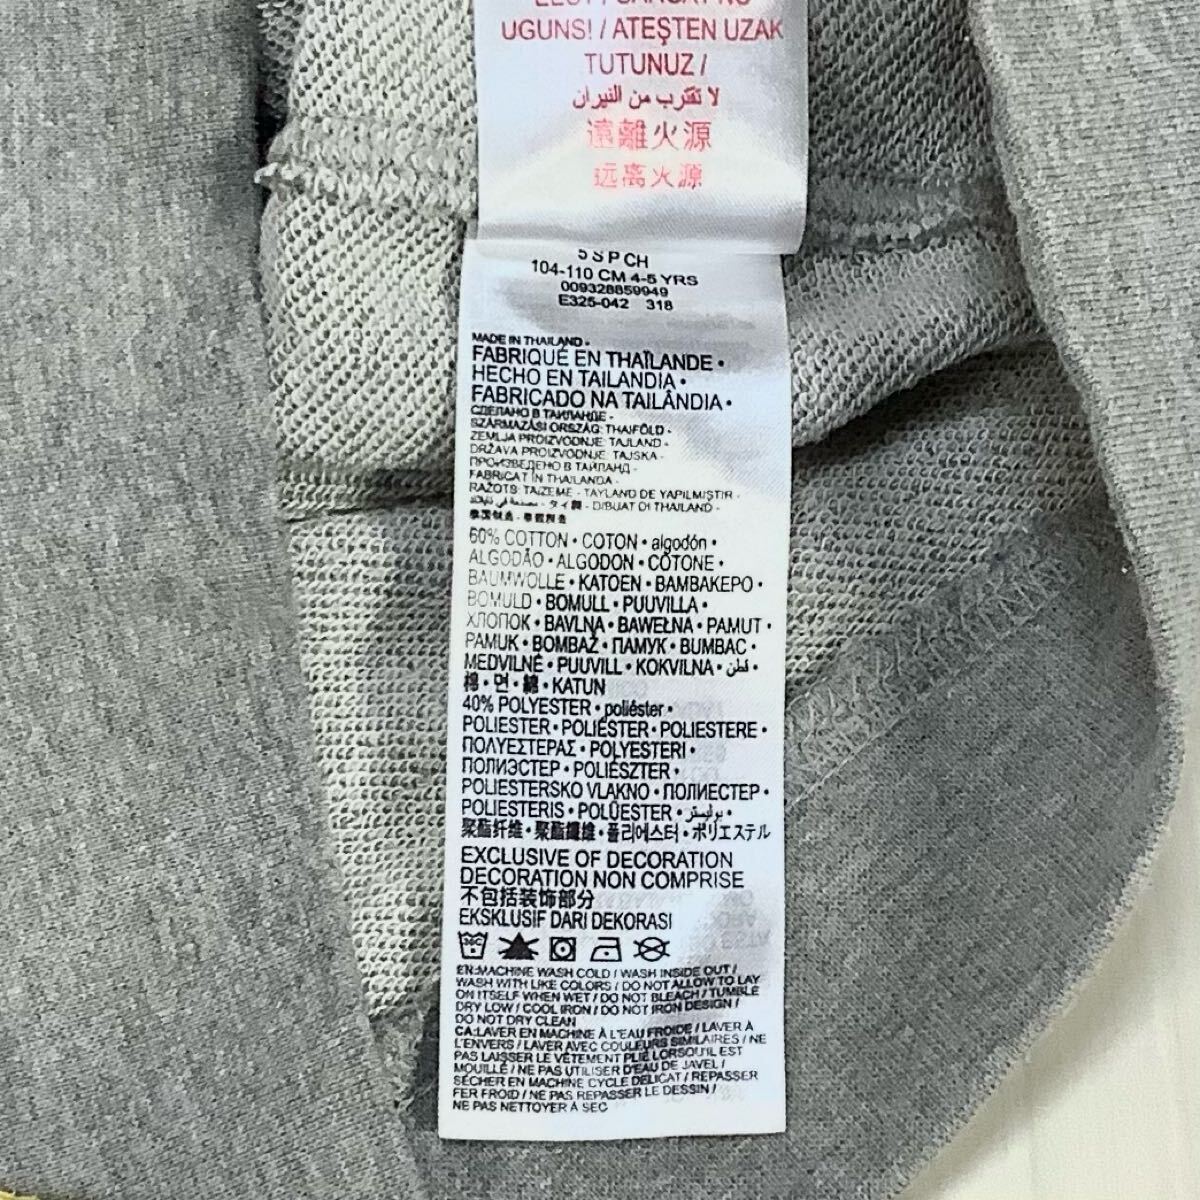 UGUNS! / ATEŞTEN UZAK
TUTUNUZ /
لا تقترب من النيران
遠離火源
远离火源
5 S P CH
104-110 CM 4-5 YRS
009328859949
E325-042 318
MADE IN THAILAND •
FABRIQUÉ EN THAÏLANDE •
HECHO EN TAILANDIA •
FABRICADO NA TAILÂNDIA •
СДЕЛАНО В ТАИЛАНДЕ •
SZÁRMAZÁSI ORSZÁG: THAIFÖLD •
ZEMLJA PROIZVODNJE: TAJLAND •
DRŽAVA PROIZVODNJE: TAJSKA •
ПРОИЗВЕДЕНО В ТАЙЛАНД •
FABRICAT ÎN THAILANDA •
RAŽOTS: TAIZEME • TAYLAND DE YAPILMIŞTIR •
タイ製 • DIBUAT DI THAILAND •
泰国制造 • 泰國製造
60% COTTON • COTON • algodón •
ALGODÃO • ALGODON • COTONE •
BAUMWOLLE • KATOEN • ΒΑΜΒΑΚΕΡΟ •
BOMULD • BOMULL • PUUVILLA •
ХЛОПОК • BAVLNA • BAWEŁNA • PAMUT •
PAMUK • BOMBAŽ • ПАМУК • BUMBAC •
MEDVILNĖ • PUUVILL • KOKVILNA • قطن •
棉 • 면 • 綿 • KATUN
40% POLYESTER • poliéster •
POLIESTER • POLIÉSTER • POLIESTERE •
ΠΟΛΥΕΣΤΕΡΑΣ • POLYESTERI •
ПОЛИЭСТЕР • POLIÉSZTER •
POLIESTERSKO VLAKNO • ПОЛИЕСТЕР •
POLIESTERIS • POLÜESTER • بوليستر •
聚酯纤维 • 聚酯纖維 • 폴리에스터 • ポリエステル
EXCLUSIVE OF DECORATION
DECORATION NON COMPRISE
不包括装饰部分
EKSKLUSIF DARI DEKORASI
30C
EN:MACHINE WASH COLD / WASH INSIDE OUT /
WASH WITH LIKE COLORS / DO NOT ALLOW TO LAY
ON ITSELF WHEN WET / DO NOT BLEACH / TUMBLE
DRY LOW / COOL IRON / DO NOT IRON DESIGN /
DO NOT DRY CLEAN
CA:LAVER EN MACHINE À L'EAU FROIDE / LAVER À
L'ENVERS / LAVER AVEC COULEURS SIMILAIRES / NE
PAS LAISSER LE VÊTEMENT PLIÉ LORSQU'IL EST
MOUILLÉ / NE PAS UTILISER D'EAU DE JAVEL /
SÉCHER EN MACHINE CYCLE DÉLICAT / REPASSER
FER FROID / NE PAS REPASSER LE DESSIN /
NE PAS NETTOYER À SEC